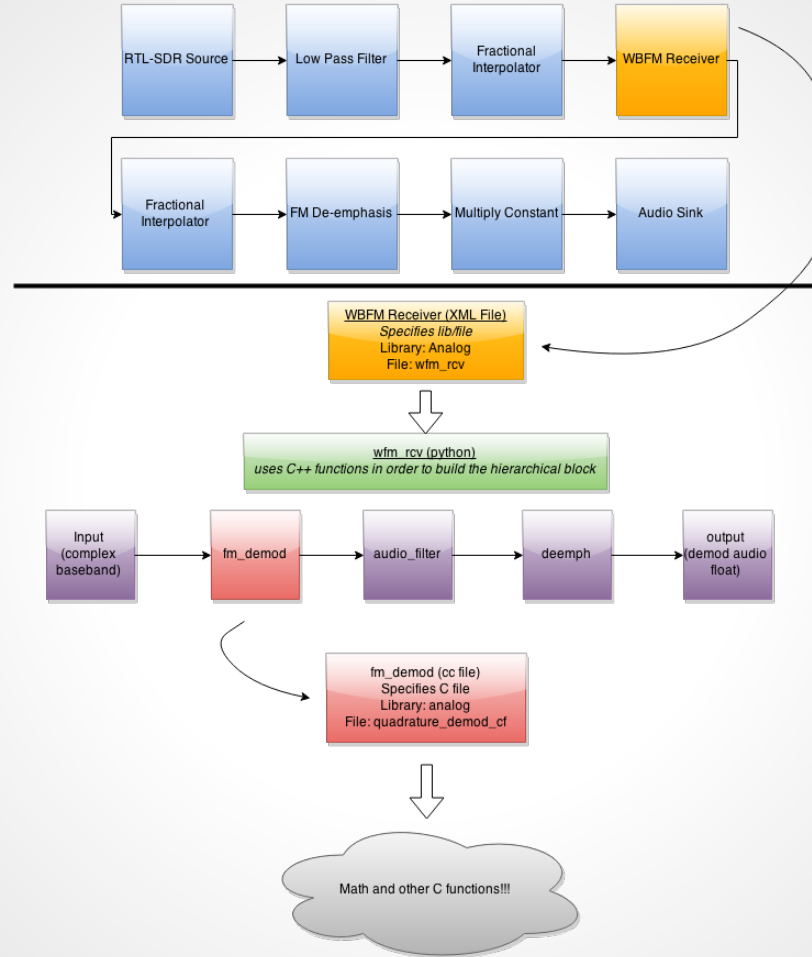 RTL-SDR Source
Low Pass Filter
Fractional
Interpolator
WBFM Receiver
Fractional
Interpolator
FM De-emphasis
Multiply Constant
Audio Sink
WBFM Receiver (XML File)
Specifies lib/file
Library: Analog
File: wfm_rcv
wfm_rcv (python)
uses C++ functions in order to build the hierarchical block
Input
(complex
baseband)
fm_demod
audio_filter
deemph
output
(demod audio
float)
fm_demod (cc file)
Specifies C file
Library: analog
File: quadrature_demod_cf
Math and other C functions!!!